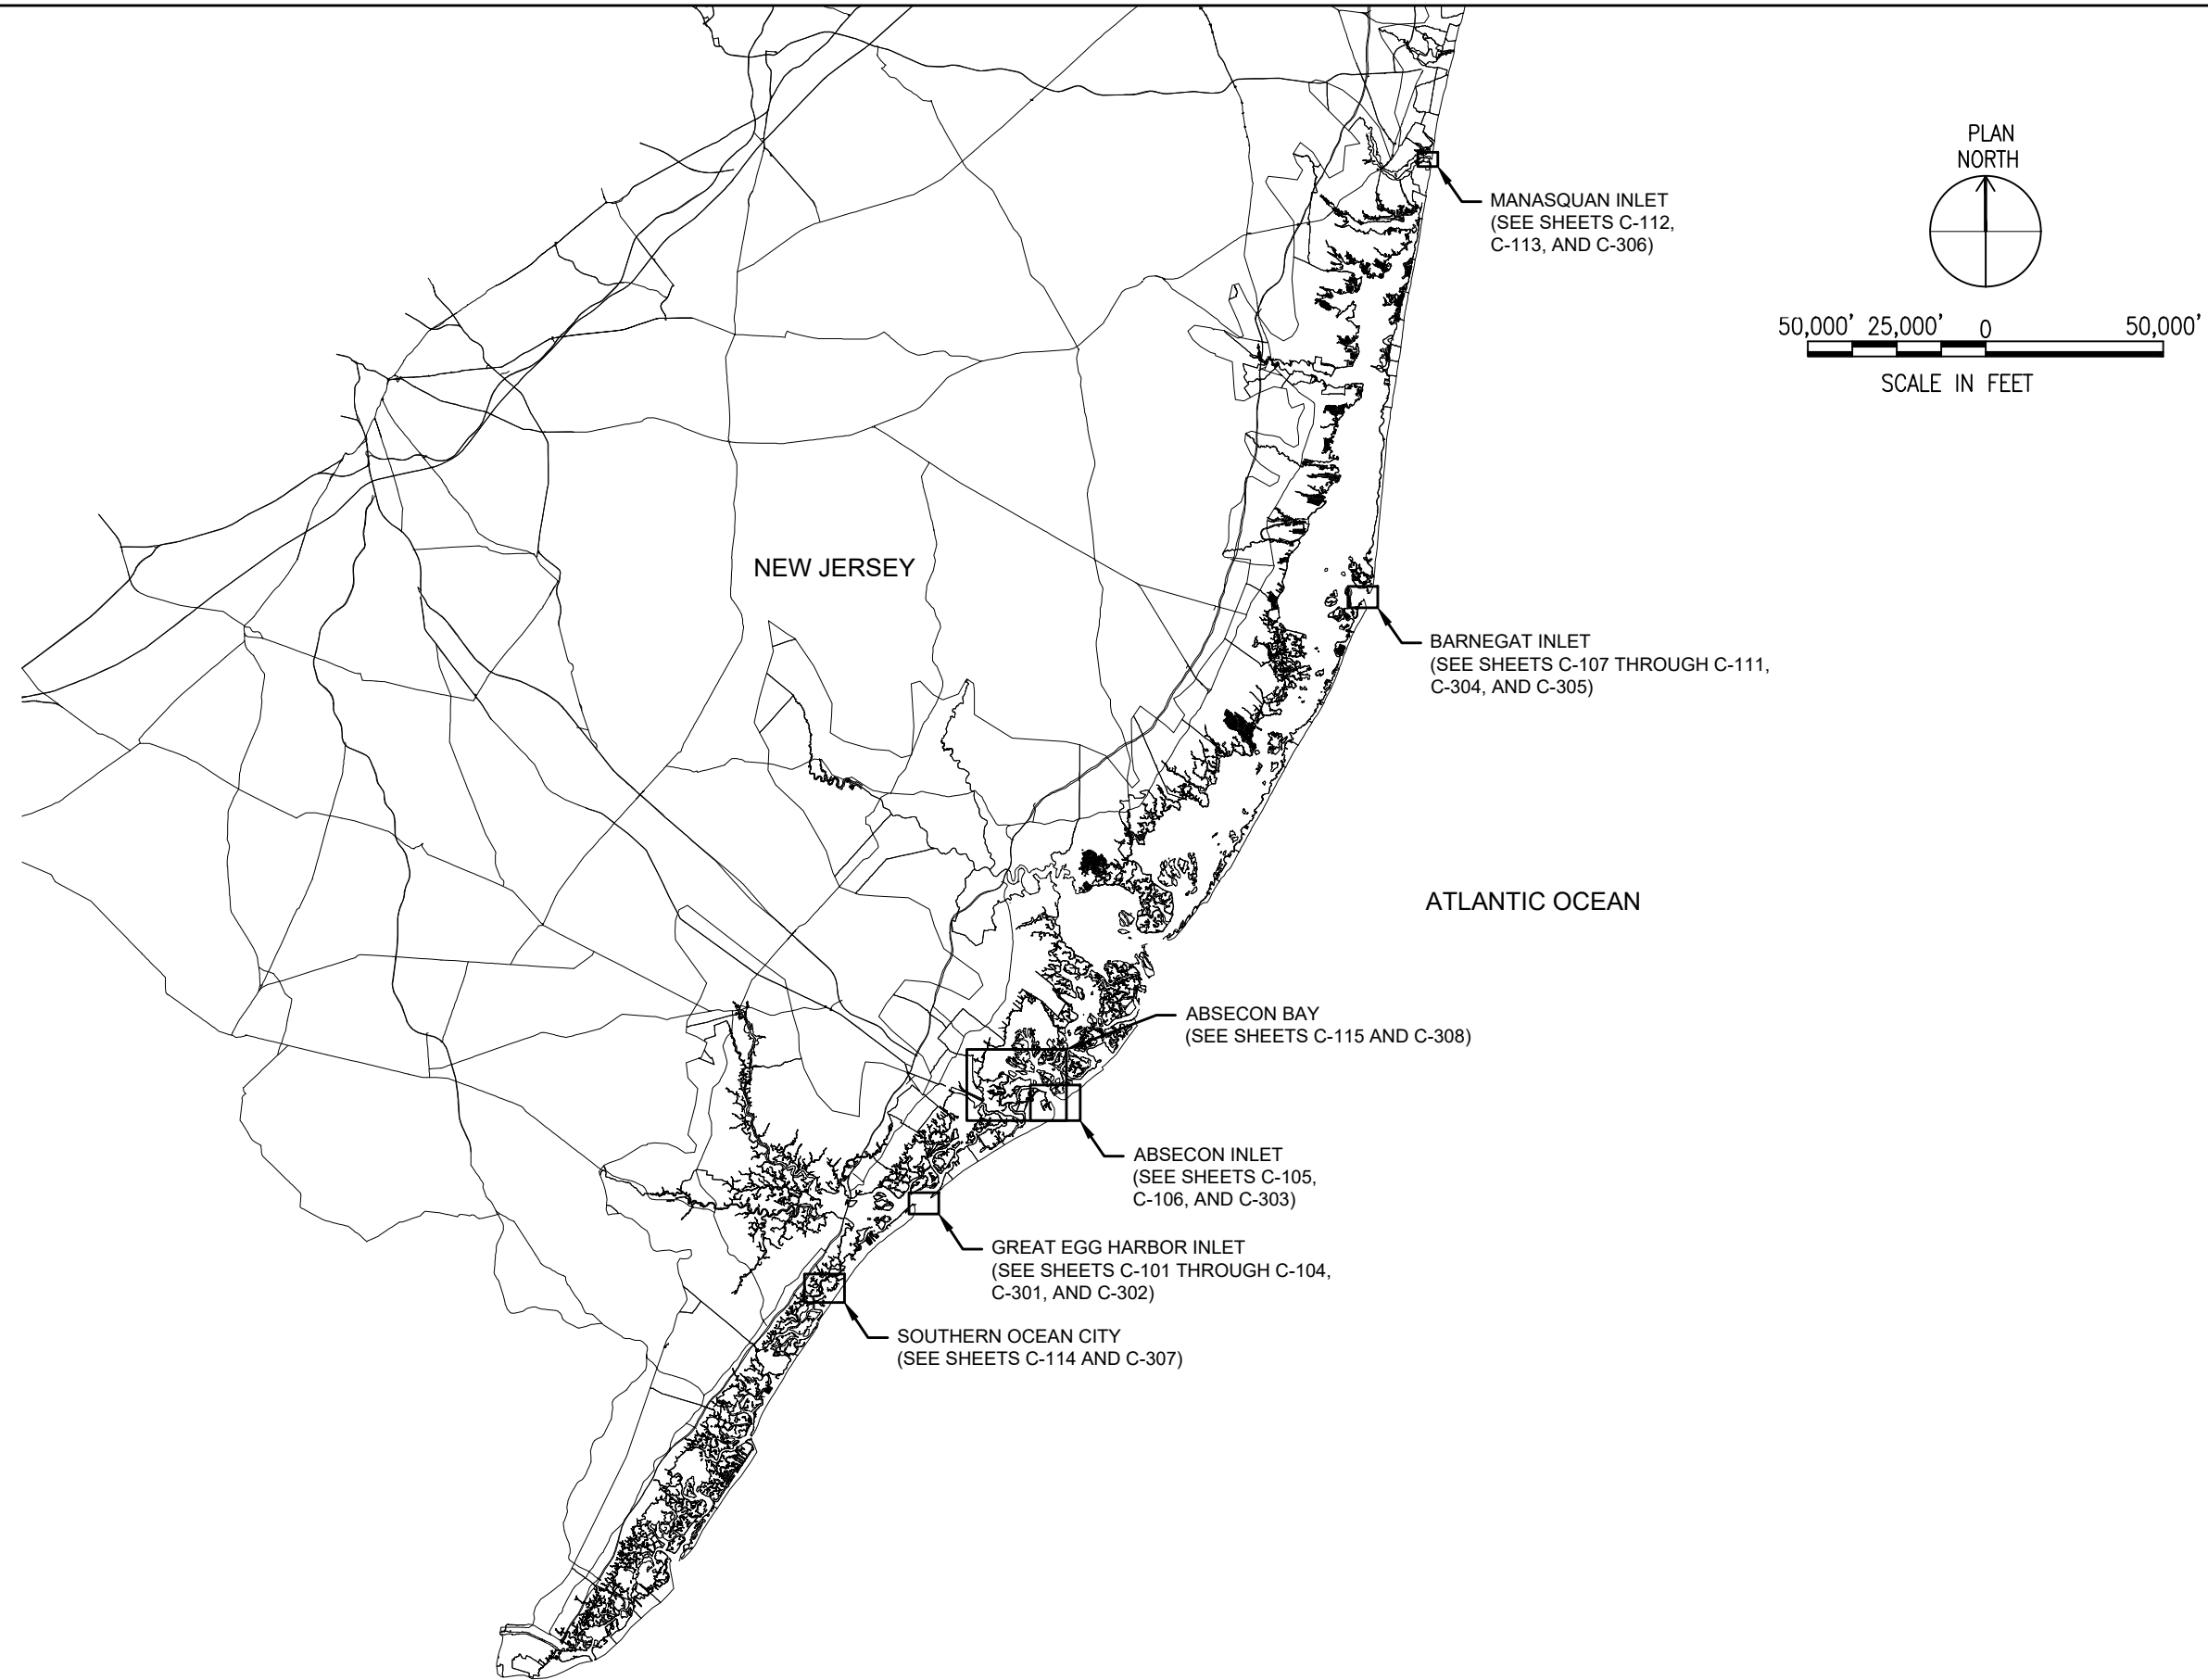 PLAN
NORTH
MANASQUAN INLET
(SEE SHEETS C-112,
C-113, AND C-306)
50,000' 25,000' 0 50,000'
SCALE IN FEET
NEW JERSEY
BARNEGAT INLET
(SEE SHEETS C-107 THROUGH C-111,
C-304, AND C-305)
ATLANTIC OCEAN
ABSECON BAY
(SEE SHEETS C-115 AND C-308)
ABSECON INLET
(SEE SHEETS C-105,
C-106, AND C-303)
GREAT EGG HARBOR INLET
(SEE SHEETS C-101 THROUGH C-104,
C-301, AND C-302)
SOUTHERN OCEAN CITY
(SEE SHEETS C-114 AND C-307)